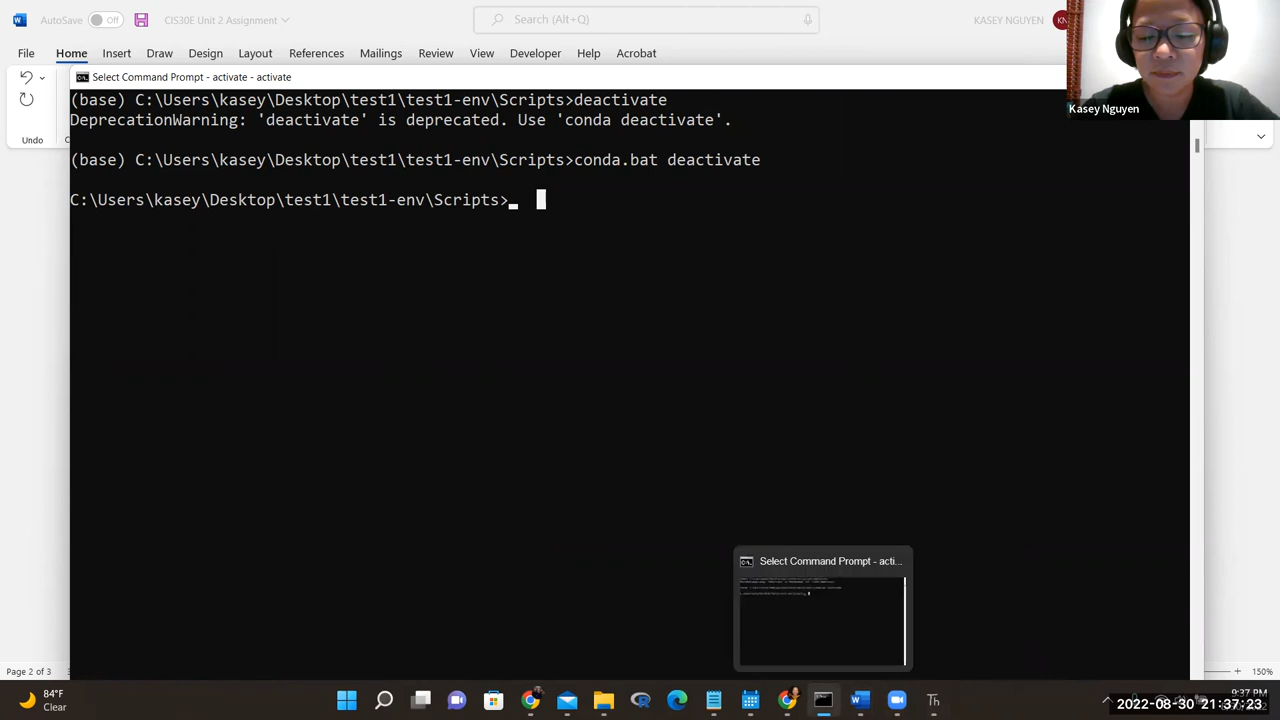 AutoSave Off CIS30E Unit 2 Assignment Search (Alt+Q) KASEY NGUYEN KN
File Home Insert Draw Design Layout References Mailings Review View Developer Help Acrobat
Select Command Prompt - activate - activate
(base) C:\Users\kasey\Desktop\test1\test1-env\Scripts>deactivate
DeprecationWarning: 'deactivate' is deprecated. Use 'conda deactivate'.
(base) C:\Users\kasey\Desktop\test1\test1-env\Scripts>conda.bat deactivate
C:\Users\kasey\Desktop\test1\test1-env\Scripts>_
Kasey Nguyen
Undo
Select Command Prompt - acti...
Page 2 of 3
150%
84°F
Clear
9:37 PM
2022-08-30 21:37:23